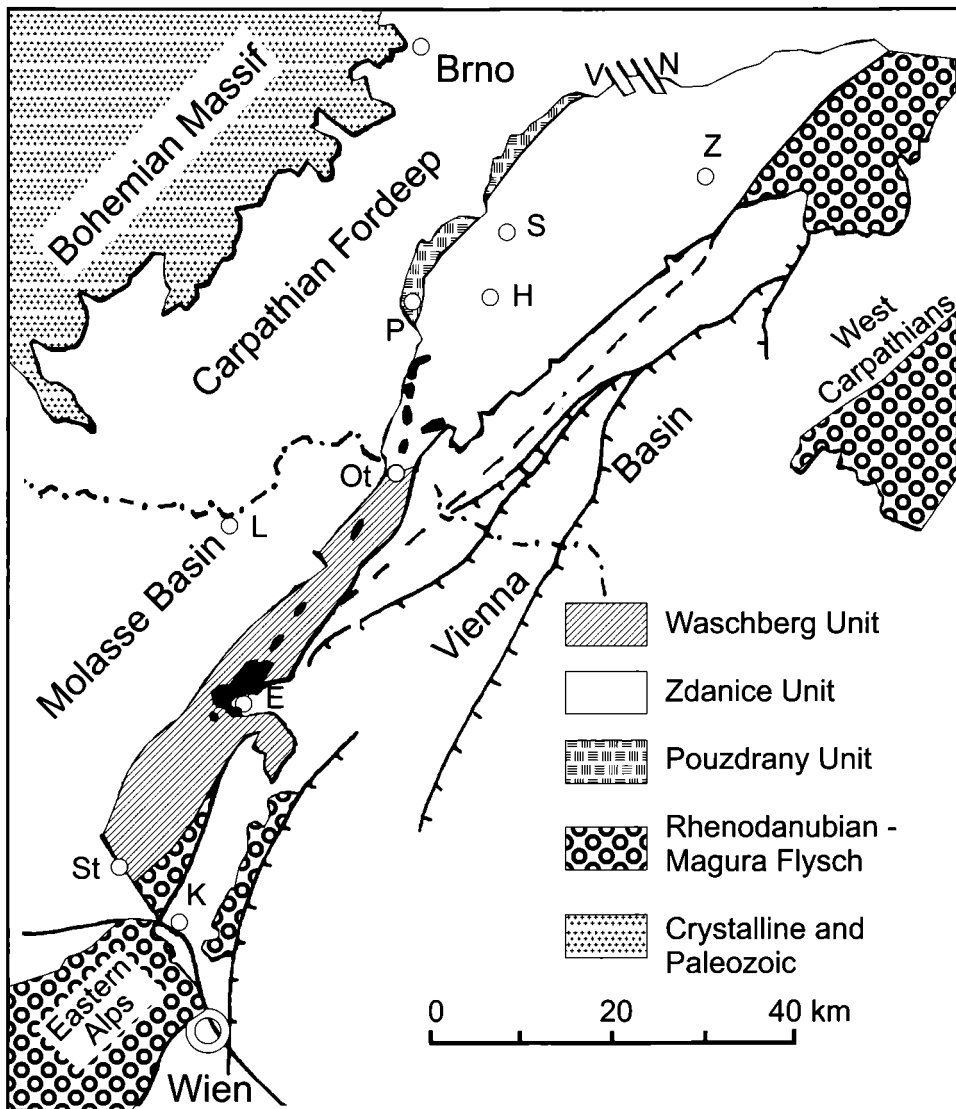 Brno
Bohemian Massif
V
N
Z
Carpathian Fordeep
S
H
P
West
Carpathians
Basin
Ot
L
Molasse Basin
Vienna
E
Waschberg Unit
Zdanice Unit
Pouzdrany Unit
Rhenodanubian -
Magura Flysch
St
K
Crystalline and
Paleozoic
Eastern
Alps
0 20 40 km
Wien